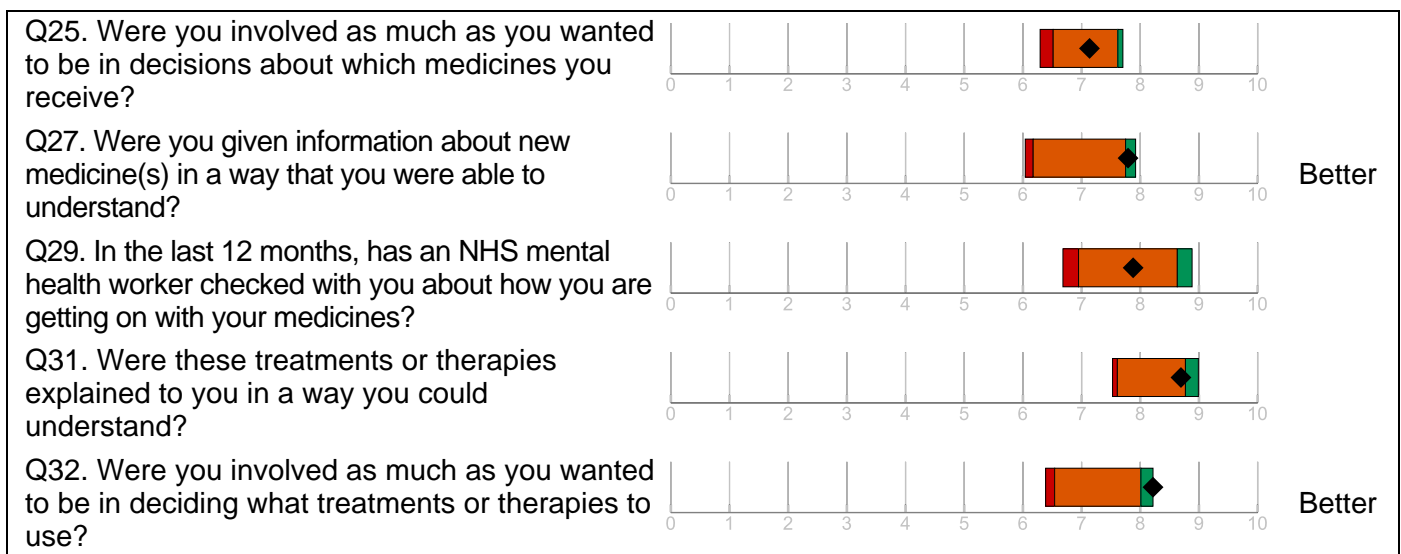 Q25. Were you involved as much as you wanted
to be in decisions about which medicines you
receive?
0 1 2 3 4 5 6 7 8 9 10
Q27. Were you given information about new
medicine(s) in a way that you were able to
understand?
0 1 2 3 4 5 6 7 8 9 10
Better
Q29. In the last 12 months, has an NHS mental
health worker checked with you about how you are
getting on with your medicines?
0 1 2 3 4 5 6 7 8 9 10
Q31. Were these treatments or therapies
explained to you in a way you could
understand?
0 1 2 3 4 5 6 7 8 9 10
Q32. Were you involved as much as you wanted
to be in deciding what treatments or therapies to
use?
0 1 2 3 4 5 6 7 8 9 10
Better